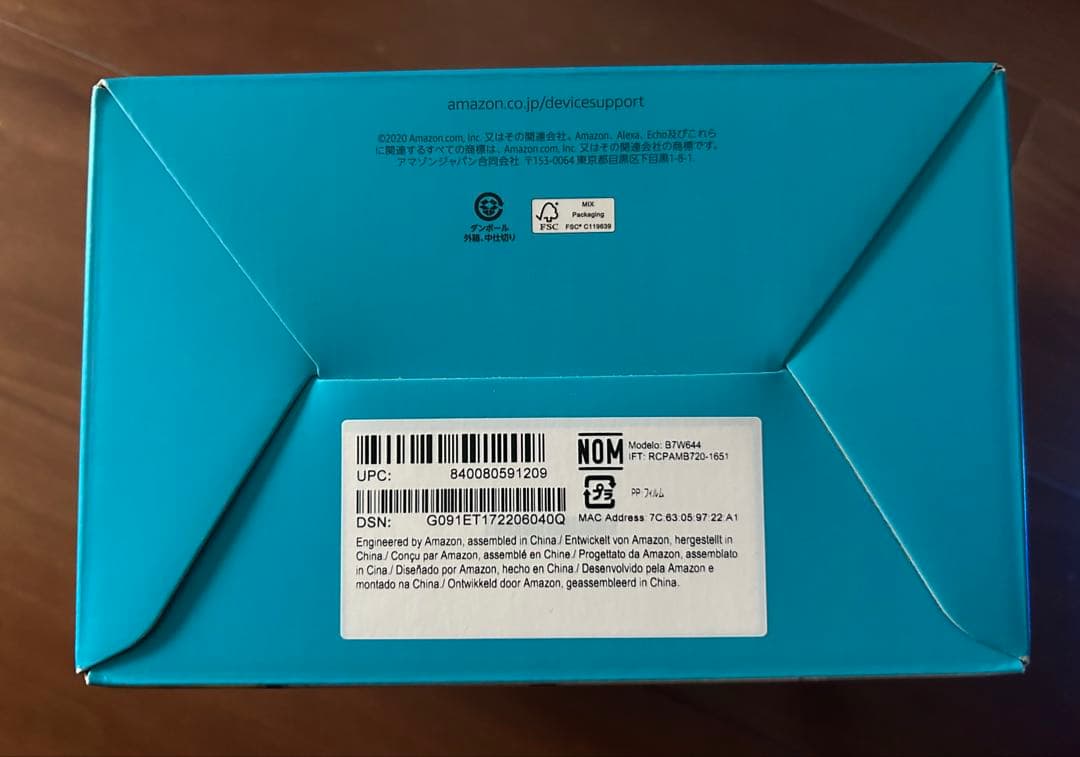 amazon.co.jp/devicesupport
©2020 Amazon.com, Inc. 又はその関連会社。Amazon、Alexa、Echo及びこれら
に関連するすべての商標は、Amazon.com, Inc. 又はその関連会社の商標です。
アマゾンジャパン合同会社 〒153-0064 東京都目黒区下目黒1-8-1.
ダンボール
外箱、中仕切り
FSC
MIX
Packaging
FSC® C119639
UPC: 840080591209
DSN: G091ET172206040Q
NOM
Modelo: B7W644
IFT: RCPAMB720-1651
プラ
PP·フィルム
MAC Address: 7C:63:05:97:22:A1
Engineered by Amazon, assembled in China./ Entwickelt von Amazon, hergestellt in
China./ Conçu par Amazon, assemblé en Chine./ Progettato da Amazon, assemblato
in Cina./ Diseñado por Amazon, hecho en China./ Desenvolvido pela Amazon e
montado na China./ Ontwikkeld door Amazon, geassembleerd in China.